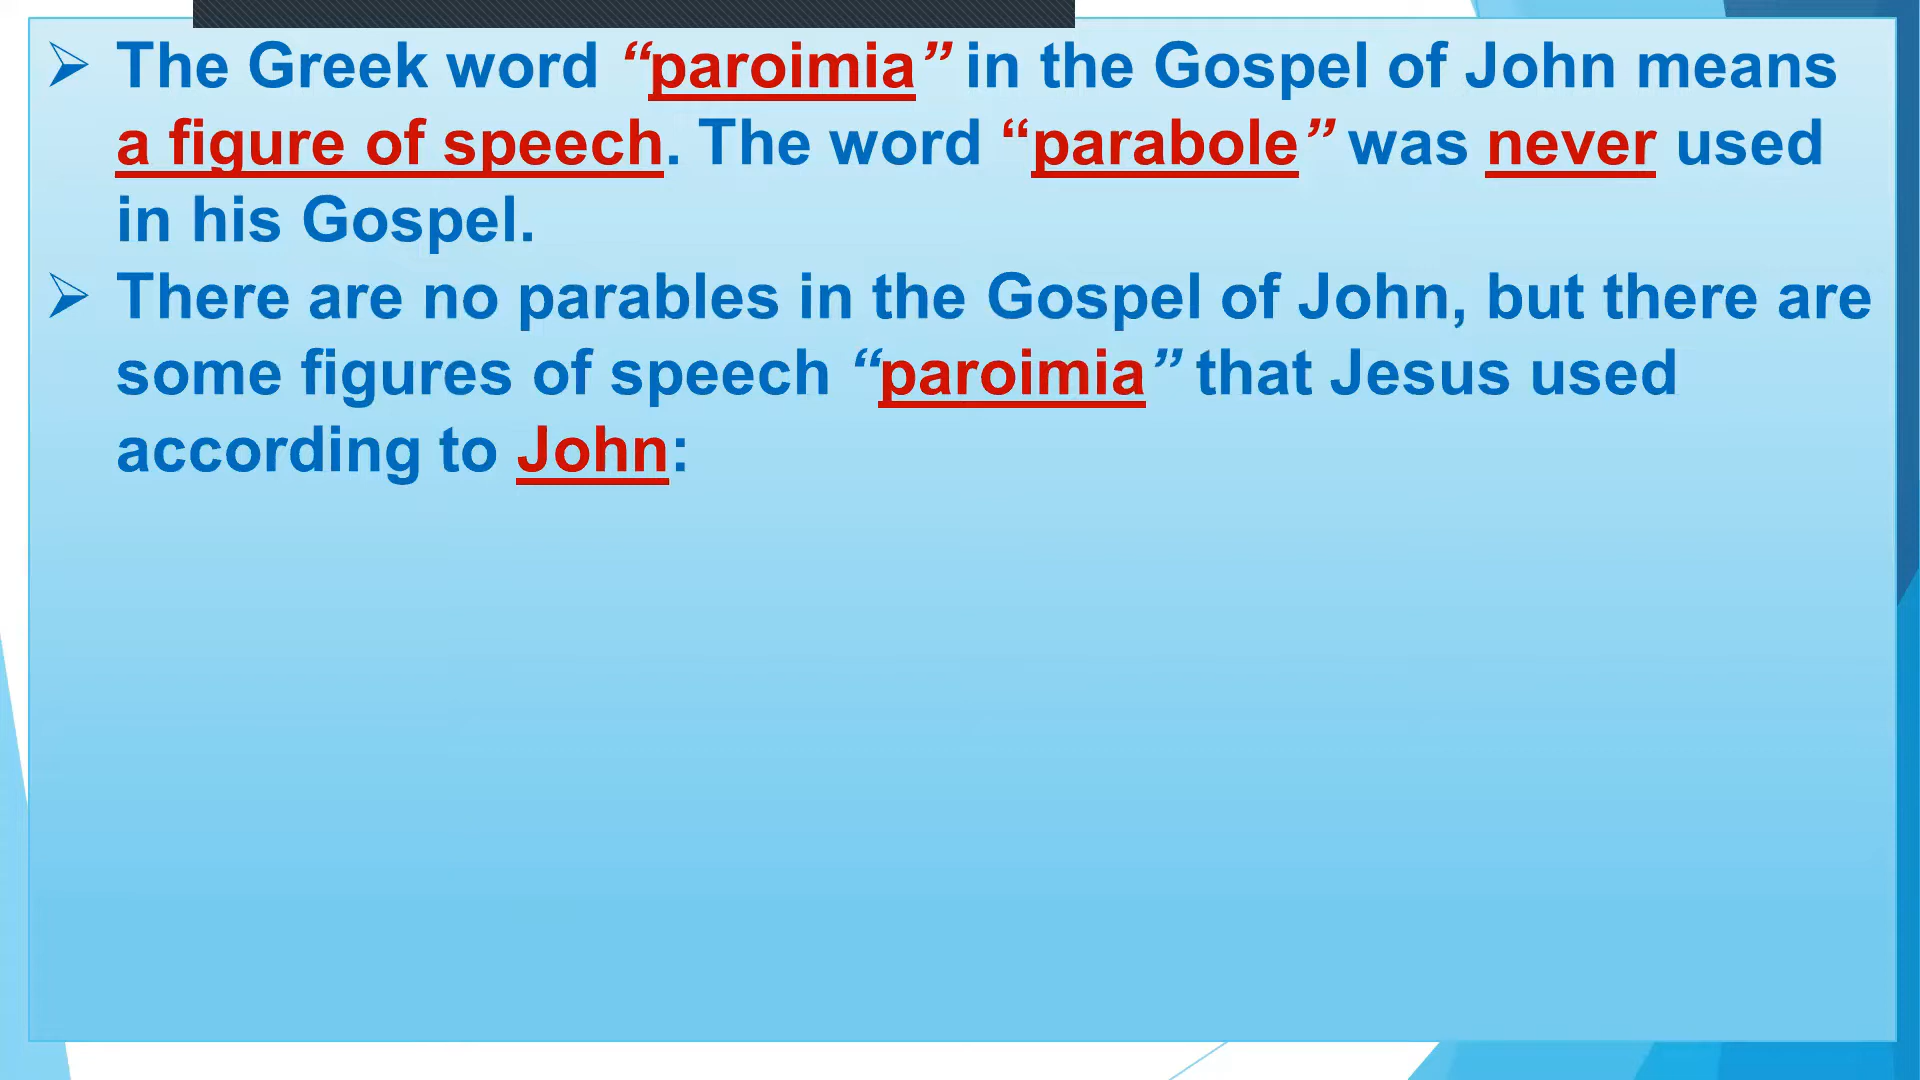 ➢ The Greek word “paroimia” in the Gospel of John means
a figure of speech. The word “parabole” was never used
in his Gospel.
➢ There are no parables in the Gospel of John, but there are
some figures of speech “paroimia” that Jesus used
according to John: